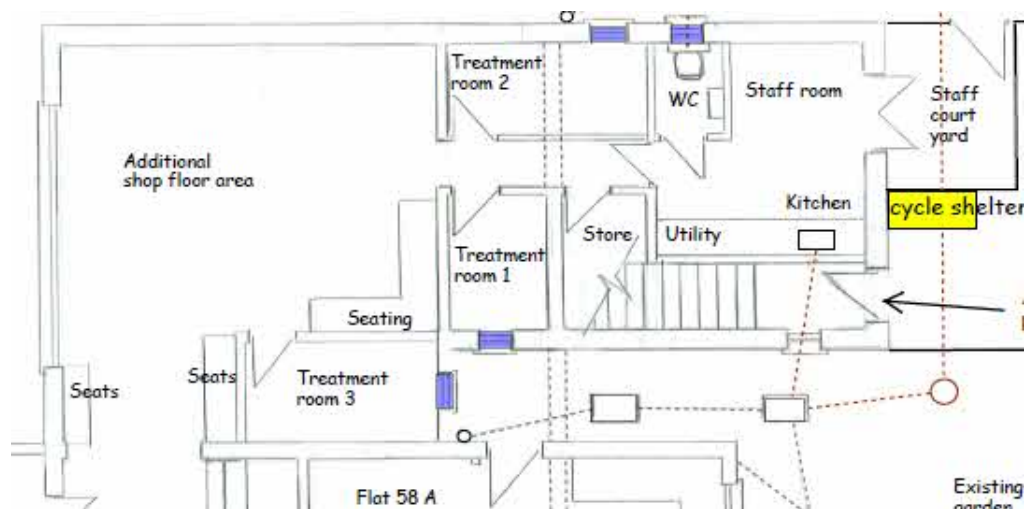 Treatment
room 2
WC
Staff room
Staff
court
yard
Additional
shop floor area
Kitchen
cycle shelter
Store
Utility
Treatment
room 1
Seating
Seats
Seats
Treatment
room 3
Flat 58 A
Existing
garden